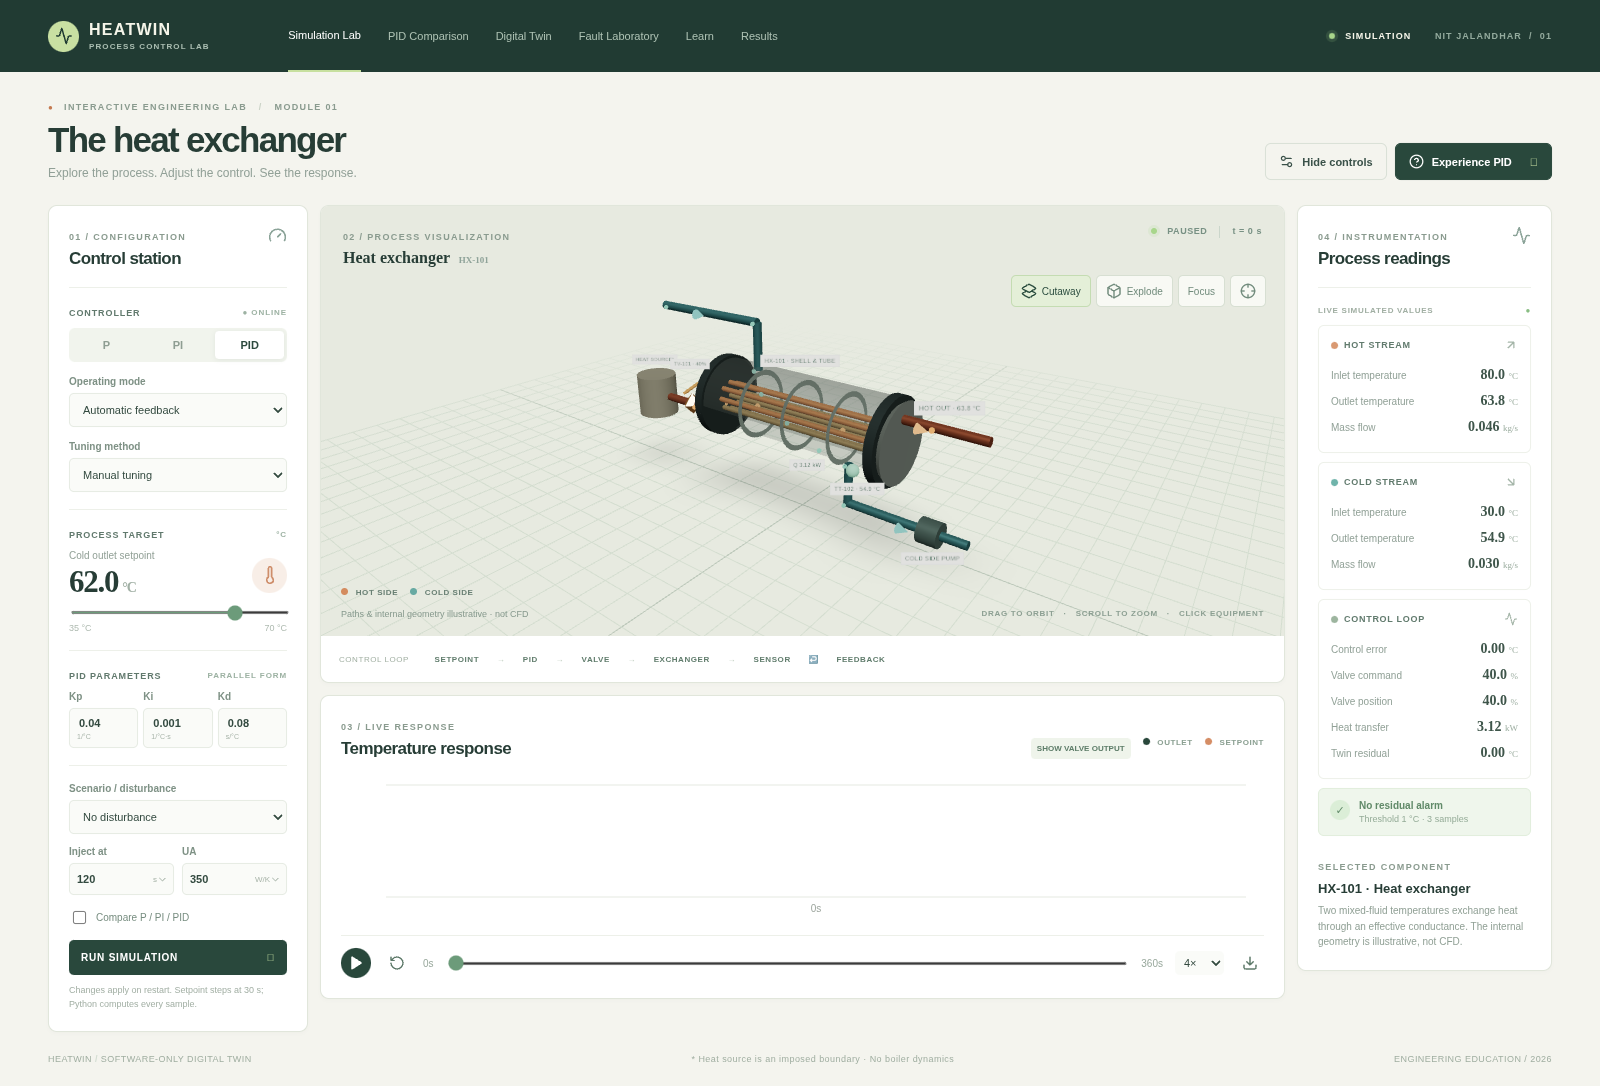 HEATWIN
PROCESS CONTROL LAB
Simulation Lab
PID Comparison
Digital Twin
Fault Laboratory
Learn
Results
SIMULATION
NIT JALANDHAR / 01
INTERACTIVE ENGINEERING LAB / MODULE 01
The heat exchanger
Explore the process. Adjust the control. See the response.
Hide controls
Experience PID
01 / CONFIGURATION
Control station
CONTROLLER
● ONLINE
P
PI
PID
Operating mode
Automatic feedback
Tuning method
Manual tuning
PROCESS TARGET
°C
Cold outlet setpoint
62.0 °C
35 °C
70 °C
PID PARAMETERS
PARALLEL FORM
Kp
Ki
Kd
0.04
0.001
0.08
1/°C
1/°C·s
s/°C
Scenario / disturbance
No disturbance
Inject at
UA
120 s
350 W/K
Compare P / PI / PID
RUN SIMULATION
Changes apply on restart. Setpoint steps at 30 s;
Python computes every sample.
02 / PROCESS VISUALIZATION
Heat exchanger HX-101
PAUSED
t = 0 s
Cutaway
Explode
Focus
HEAT SOURCE*
HX-101 · SHELL & TUBE
HOT OUT · 63.8 °C
Q 3.12 kW
TT-102 · 54.9 °C
COLD SIDE PUMP
HOT SIDE
COLD SIDE
Paths & internal geometry illustrative · not CFD
DRAG TO ORBIT · SCROLL TO ZOOM · CLICK EQUIPMENT
CONTROL LOOP
SETPOINT → PID → VALVE → EXCHANGER → SENSOR ↩ FEEDBACK
03 / LIVE RESPONSE
Temperature response
SHOW VALVE OUTPUT
OUTLET
SETPOINT
0s
0s
360s
4×
04 / INSTRUMENTATION
Process readings
LIVE SIMULATED VALUES
HOT STREAM
Inlet temperature 80.0 °C
Outlet temperature 63.8 °C
Mass flow 0.046 kg/s
COLD STREAM
Inlet temperature 30.0 °C
Outlet temperature 54.9 °C
Mass flow 0.030 kg/s
CONTROL LOOP
Control error 0.00 °C
Valve command 40.0 %
Valve position 40.0 %
Heat transfer 3.12 kW
Twin residual 0.00 °C
✓
No residual alarm
Threshold 1 °C · 3 samples
SELECTED COMPONENT
HX-101 · Heat exchanger
Two mixed-fluid temperatures exchange heat
through an effective conductance. The internal
geometry is illustrative, not CFD.
HEATWIN / SOFTWARE-ONLY DIGITAL TWIN
* Heat source is an imposed boundary · No boiler dynamics
ENGINEERING EDUCATION / 2026